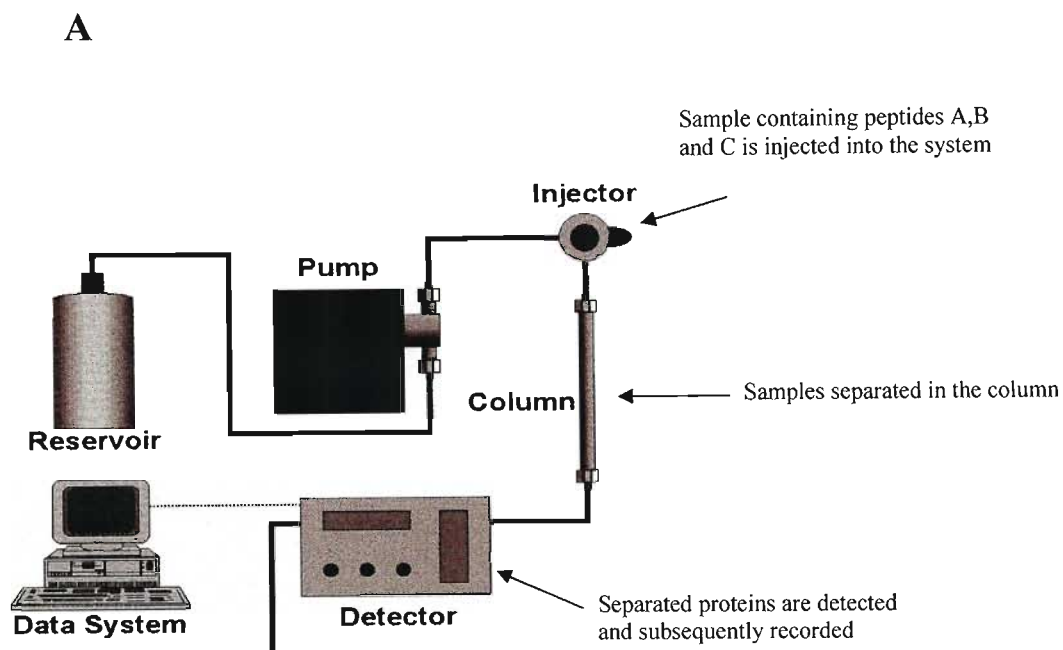 A
Sample containing peptides A,B
and C is injected into the system
Injector
Pump
Column
Samples separated in the column
Reservoir
Data System
Detector
Separated proteins are detected
and subsequently recorded